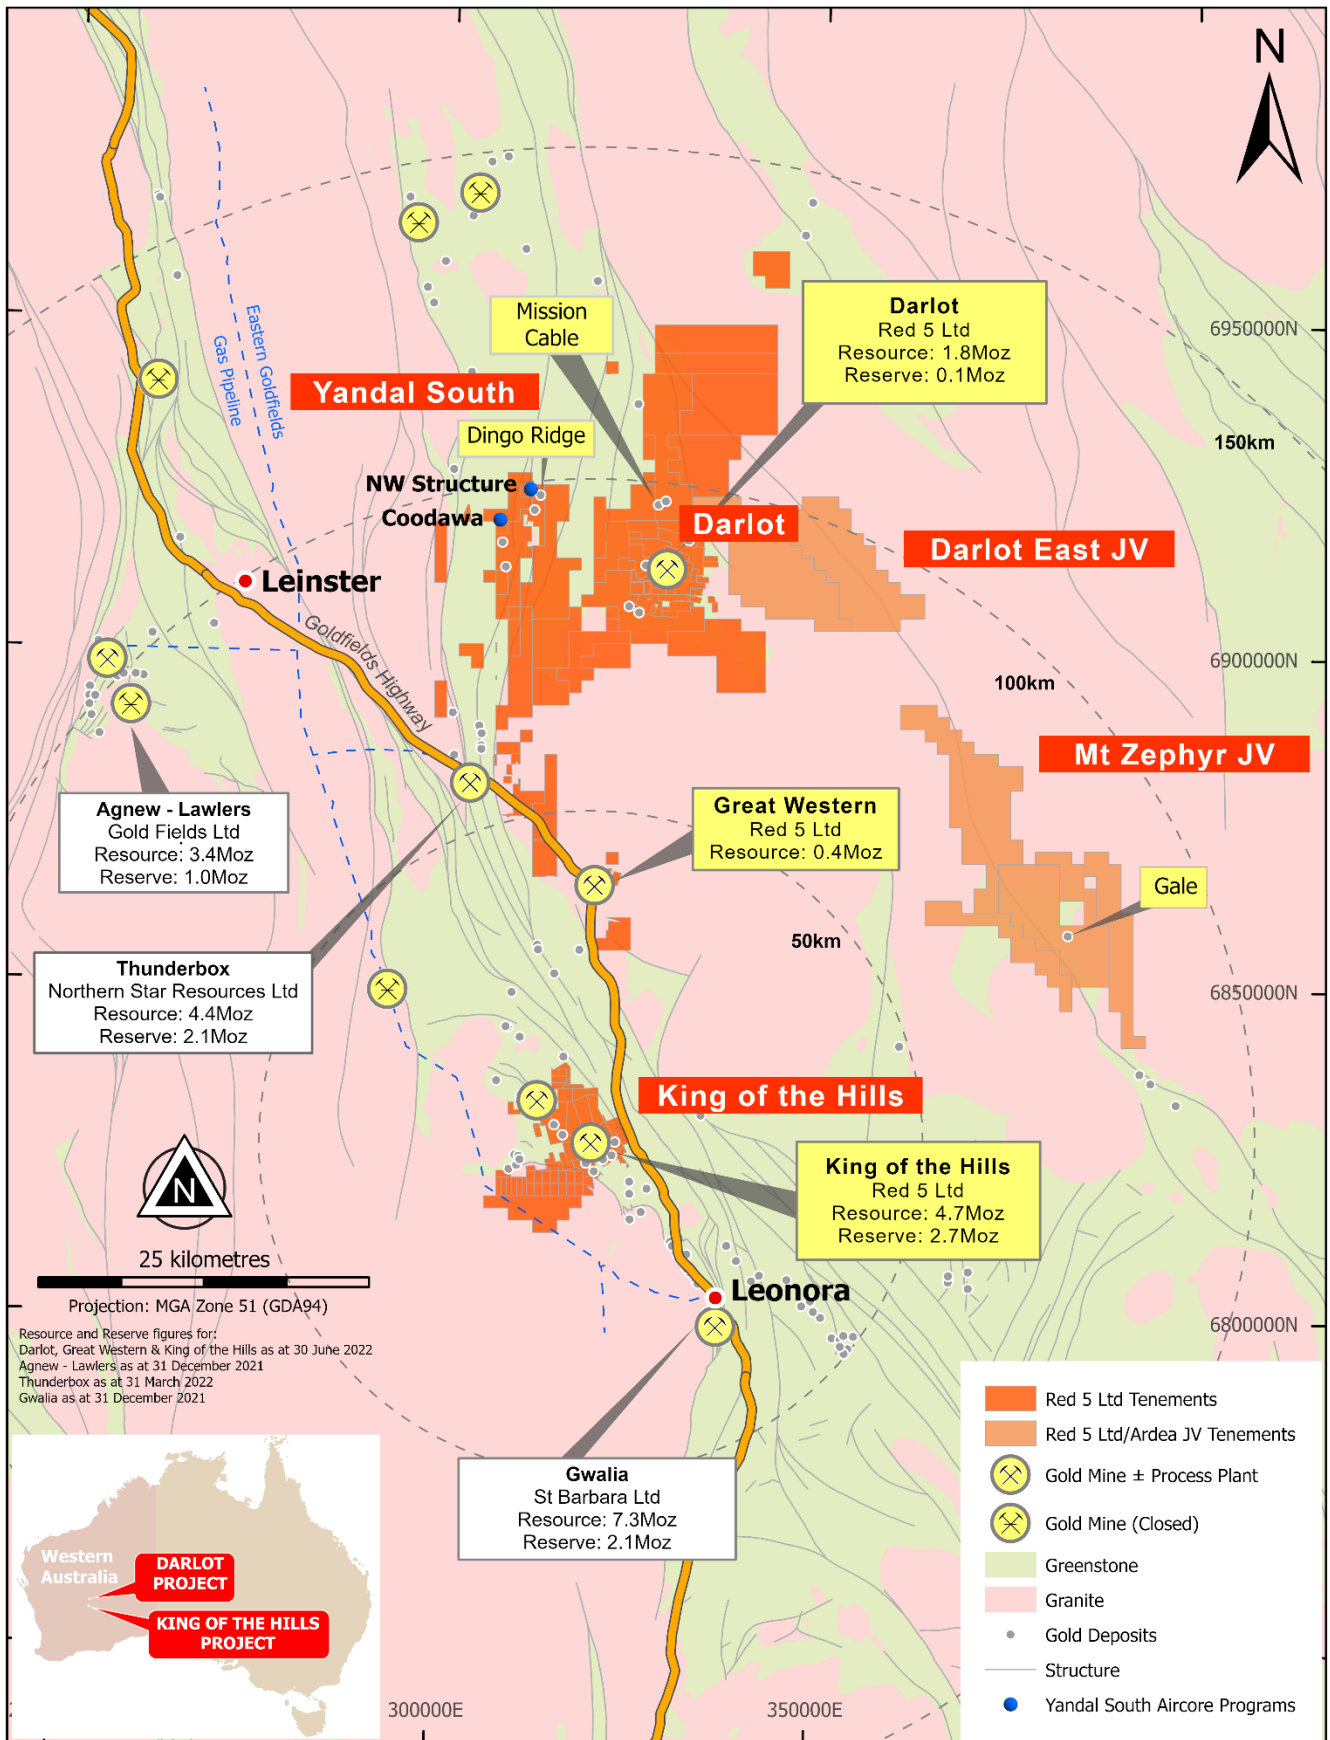 N
Mission
Cable
Darlot
Red 5 Ltd
Resource: 1.8Moz
Reserve: 0.1Moz
6950000N
Eastern Goldfields
Gas Pipeline
Yandal South
Dingo Ridge
150km
NW Structure
Coodawa
Darlot
Darlot East JV
Leinster
Goldfields Highway
6900000N
100km
Mt Zephyr JV
Agnew - Lawlers
Gold Fields Ltd
Resource: 3.4Moz
Reserve: 1.0Moz
Great Western
Red 5 Ltd
Resource: 0.4Moz
Gale
50km
Thunderbox
Northern Star Resources Ltd
Resource: 4.4Moz
Reserve: 2.1Moz
6850000N
King of the Hills
King of the Hills
Red 5 Ltd
Resource: 4.7Moz
Reserve: 2.7Moz
N
25 kilometres
Projection: MGA Zone 51 (GDA94)
Leonora
6800000N
Resource and Reserve figures for:
Darlot, Great Western & King of the Hills as at 30 June 2022
Agnew - Lawlers as at 31 December 2021
Thunderbox as at 31 March 2022
Gwalia as at 31 December 2021
Gwalia
St Barbara Ltd
Resource: 7.3Moz
Reserve: 2.1Moz
Western
Australia
DARLOT
PROJECT
KING OF THE HILLS
PROJECT
Red 5 Ltd Tenements
Red 5 Ltd/Ardea JV Tenements
Gold Mine ± Process Plant
Gold Mine (Closed)
Greenstone
Granite
Gold Deposits
Structure
Yandal South Aircore Programs
300000E
350000E